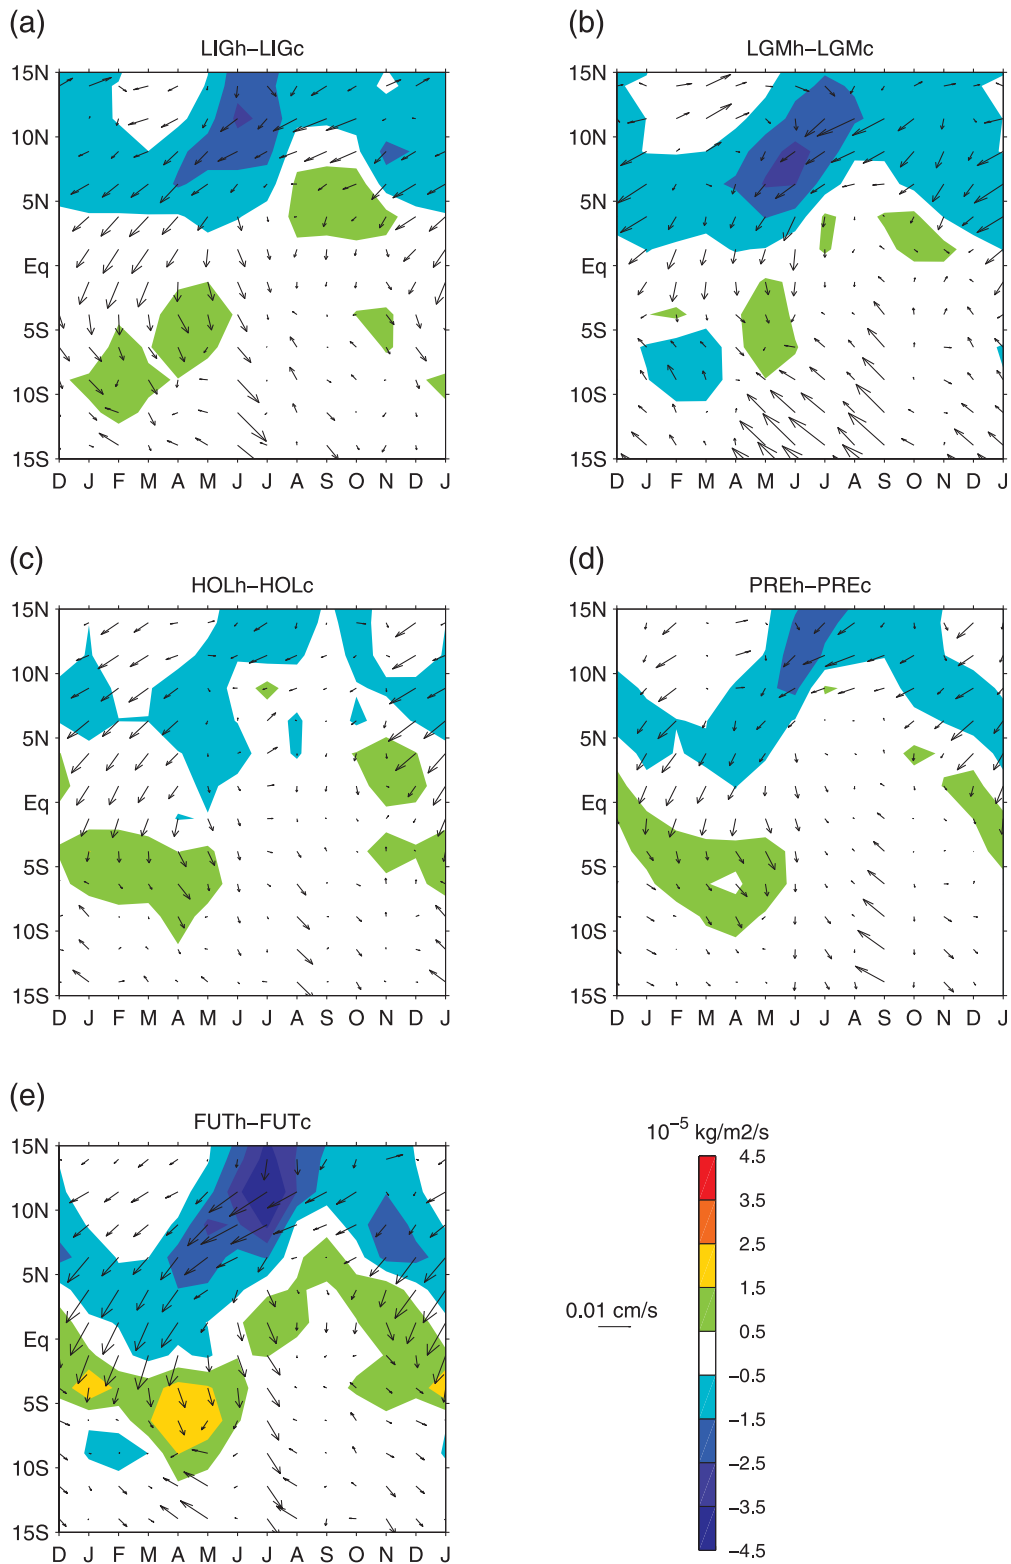 (a)
LIGh−LIGc
15N
10N
5N
Eq
5S
10S
15S
D J F M A M J J A S O N D J
(b)
LGMh−LGMc
15N
10N
5N
Eq
5S
10S
15S
D J F M A M J J A S O N D J
(c)
HOLh−HOLc
15N
10N
5N
Eq
5S
10S
15S
D J F M A M J J A S O N D J
(d)
PREh−PREc
15N
10N
5N
Eq
5S
10S
15S
D J F M A M J J A S O N D J
(e)
FUTh−FUTc
15N
10N
5N
Eq
5S
10S
15S
D J F M A M J J A S O N D J
10⁻⁵ kg/m2/s
4.5
3.5
2.5
1.5
0.5
−0.5
−1.5
−2.5
−3.5
−4.5
0.01 cm/s